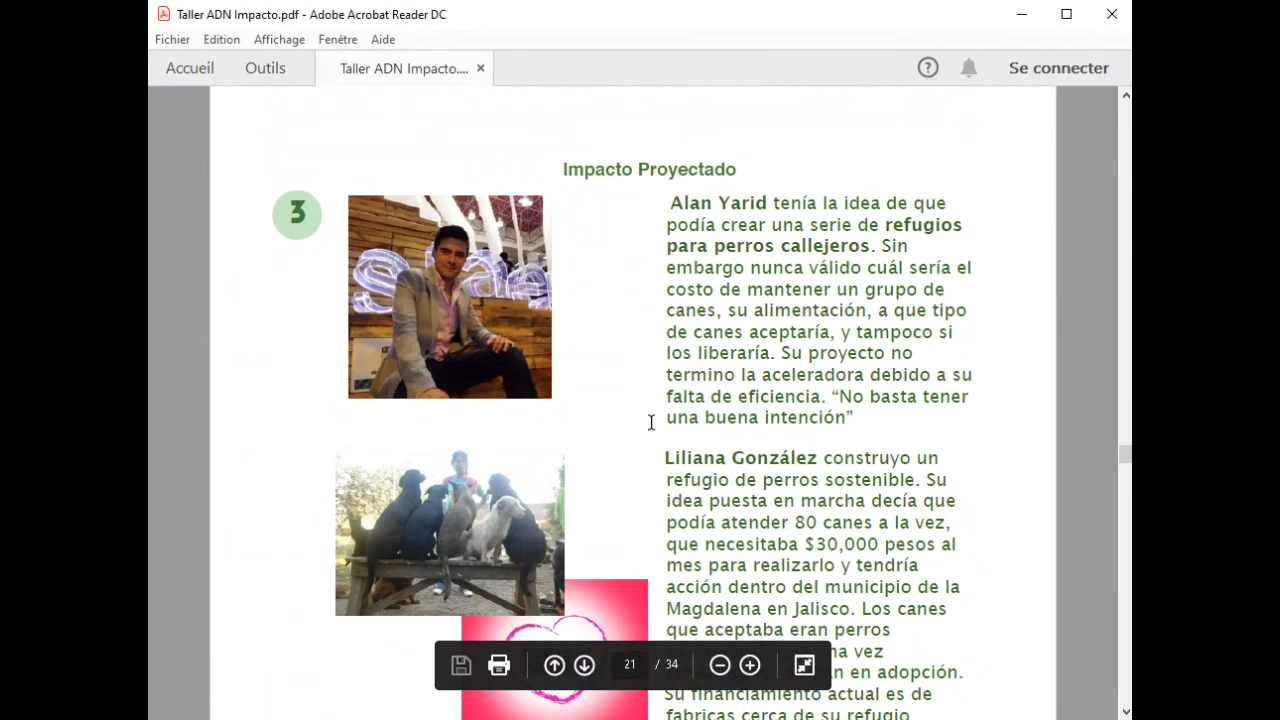 Taller ADN Impacto.pdf - Adobe Acrobat Reader DC
Fichier Edition Affichage Fenêtre Aide
Accueil Outils Taller ADN Impacto.... × ? Se connecter
Impacto Proyectado
3
Alan Yarid tenía la idea de que
podía crear una serie de refugios
para perros callejeros. Sin
embargo nunca válido cuál sería el
costo de mantener un grupo de
canes, su alimentación, a que tipo
de canes aceptaría, y tampoco si
los liberaría. Su proyecto no
termino la aceleradora debido a su
falta de eficiencia. “No basta tener
una buena intención”
Liliana González construyo un
refugio de perros sostenible. Su
idea puesta en marcha decía que
podía atender 80 canes a la vez,
que necesitaba $30,000 pesos al
mes para realizarlo y tendría
acción dentro del municipio de la
Magdalena en Jalisco. Los canes
que aceptaba eran perros
vez
en adopción.
Su financiamiento actual es de
fabricas cerca de su refugio
21 / 34